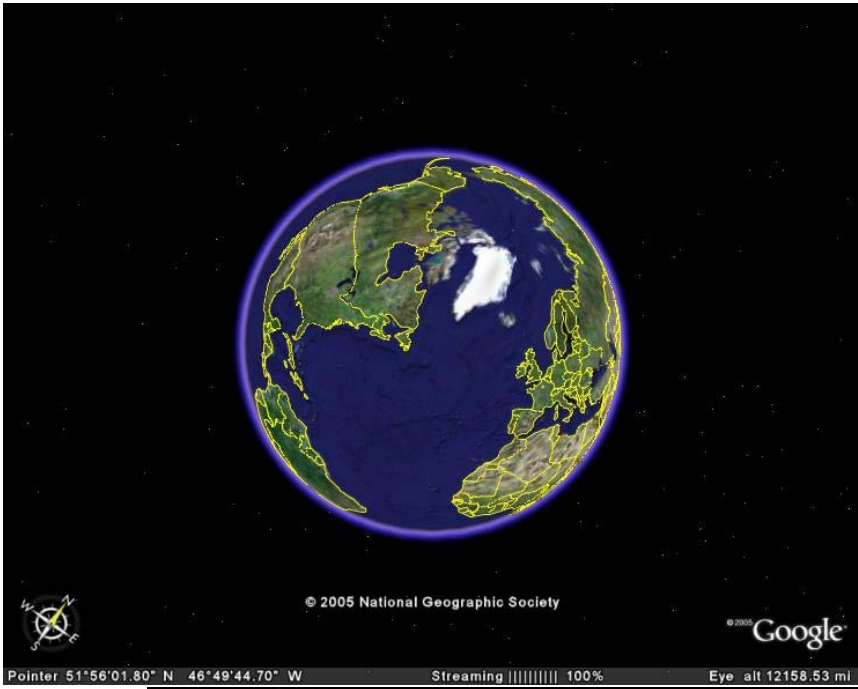 W N
S E
© 2005 National Geographic Society
©2005 Google
Pointer 51°56'01.80" N 46°49'44.70" W Streaming |||||||||| 100% Eye alt 12158.53 mi